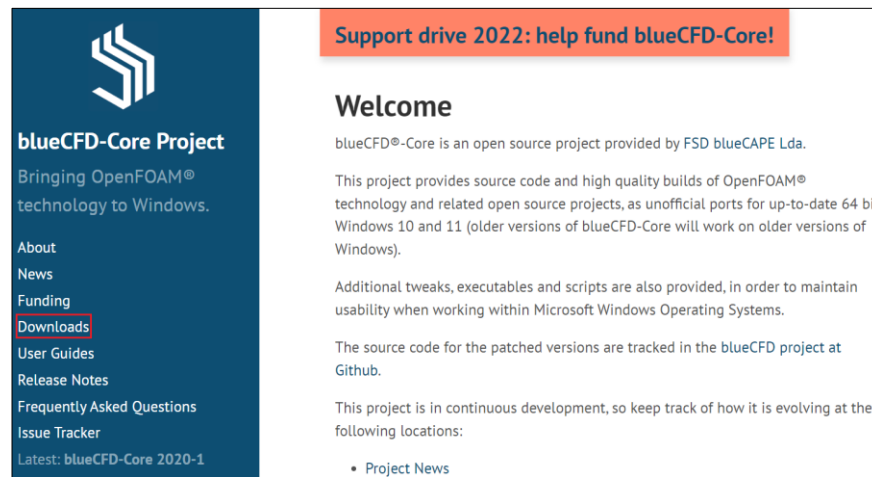 blueCFD-Core Project
Bringing OpenFOAM®
technology to Windows.
About
News
Funding
Downloads
User Guides
Release Notes
Frequently Asked Questions
Issue Tracker
Latest: blueCFD-Core 2020-1
Support drive 2022: help fund blueCFD-Core!
Welcome
blueCFD®-Core is an open source project provided by FSD blueCAPE Lda.
This project provides source code and high quality builds of OpenFOAM®
technology and related open source projects, as unofficial ports for up-to-date 64 bi
Windows 10 and 11 (older versions of blueCFD-Core will work on older versions of
Windows).
Additional tweaks, executables and scripts are also provided, in order to maintain
usability when working within Microsoft Windows Operating Systems.
The source code for the patched versions are tracked in the blueCFD project at
Github.
This project is in continuous development, so keep track of how it is evolving at the
following locations:
• Project News